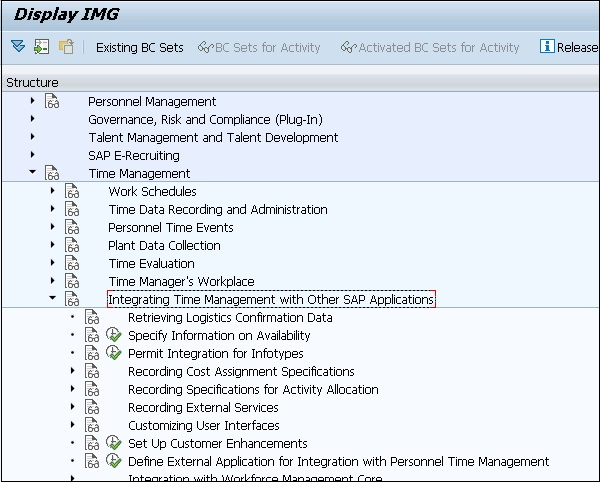 Display IMG
Existing BC Sets BC Sets for Activity Activated BC Sets for Activity Release
Structure
Personnel Management
Governance, Risk and Compliance (Plug-In)
Talent Management and Talent Development
SAP E-Recruiting
Time Management
Work Schedules
Time Data Recording and Administration
Personnel Time Events
Plant Data Collection
Time Evaluation
Time Manager's Workplace
Integrating Time Management with Other SAP Applications
Retrieving Logistics Confirmation Data
Specify Information on Availability
Permit Integration for Infotypes
Recording Cost Assignment Specifications
Recording Specifications for Activity Allocation
Recording External Services
Customizing User Interfaces
Set Up Customer Enhancements
Define External Application for Integration with Personnel Time Management
Integration with Workforce Management Core